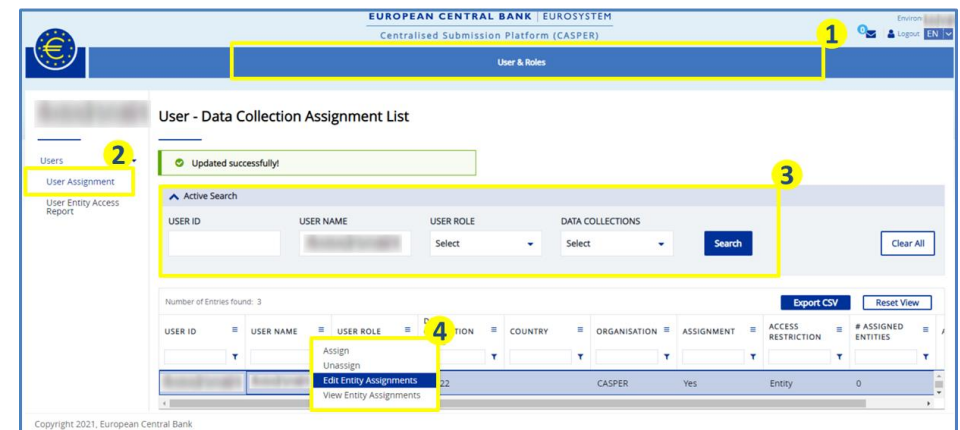 EUROPEAN CENTRAL BANK | EUROSYSTEM
Environ
Centralised Submission Platform (CASPER)
1
0
Logout
EN
User & Roles
User - Data Collection Assignment List
Users
2
Updated successfully!
User Assignment
3
User Entity Access
Report
Active Search
USER ID
USER NAME
USER ROLE
DATA COLLECTIONS
Select
Select
Search
Clear All
Number of Entries found: 3
Export CSV
Reset View
USER ID
USER NAME
USER ROLE
4
COUNTRY
ORGANISATION
ASSIGNMENT
ACCESS
RESTRICTION
# ASSIGNED
ENTITIES
Assign
Unassign
Edit Entity Assignments
View Entity Assignments
22
CASPER
Yes
Entity
0
Copyright 2021, European Central Bank